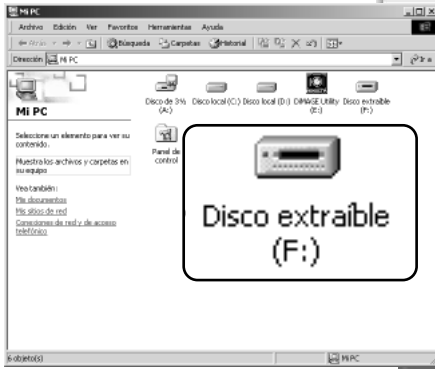 Mi PC
Archivo Edición Ver Favoritos Herramientas Ayuda
Atrás Búsqueda Carpetas Historial
Dirección Mi PC Ir a
Mi PC
Seleccione un elemento para ver su
contenido.
Muestra los archivos y carpetas en
su equipo
Vea también:
Mis documentos
Mis sitios de red
Conexiones de red y de acceso
telefónico
Disco de 3½ (A:)
Disco local (C:)
Disco local (D:)
DiMAGE Utility (E:)
Disco extraíble (F:)
Panel de
control
Disco extraíble
(F:)
6 objeto(s) Mi PC